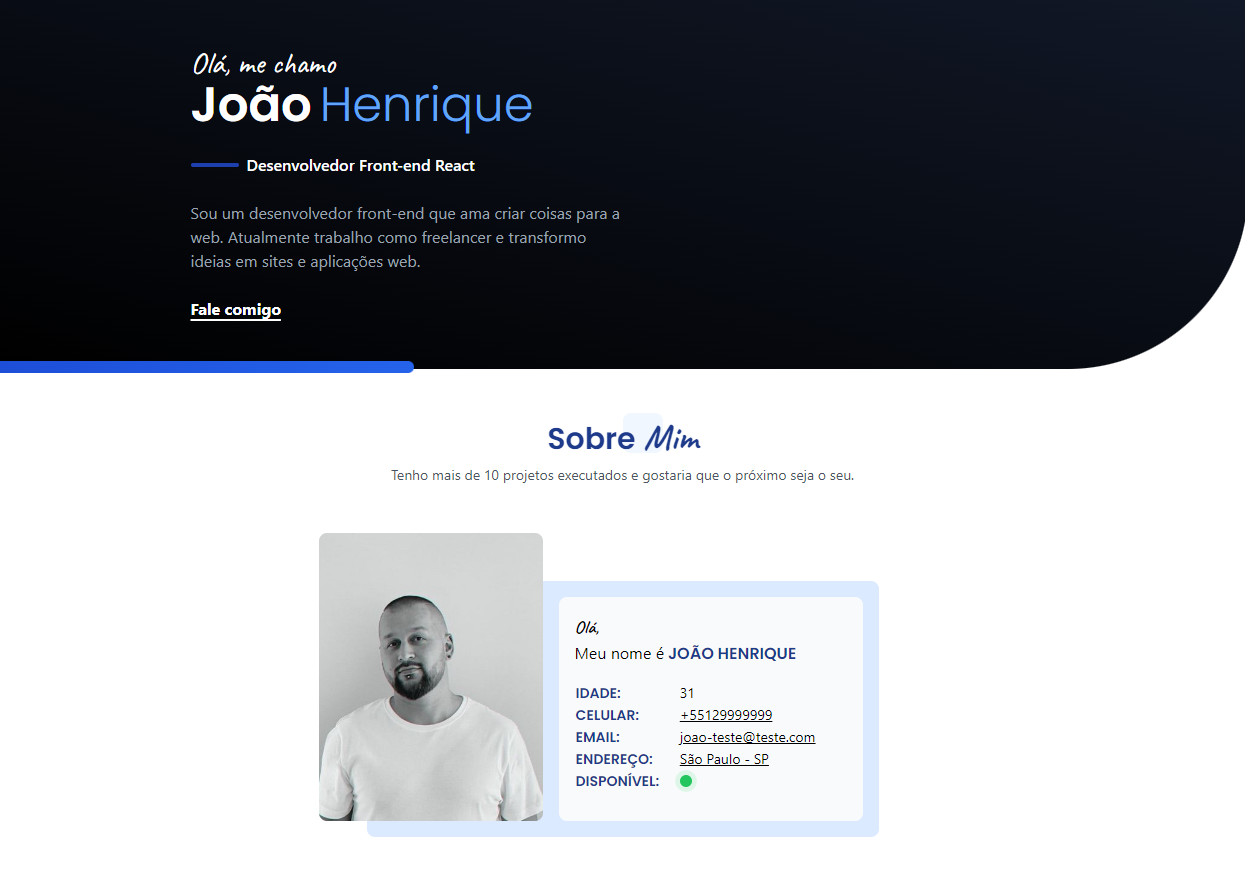 Olá, me chamo
João Henrique
Desenvolvedor Front-end React
Sou um desenvolvedor front-end que ama criar coisas para a
web. Atualmente trabalho como freelancer e transformo
ideias em sites e aplicações web.
Fale comigo
Sobre Mim
Tenho mais de 10 projetos executados e gostaria que o próximo seja o seu.
Olá,
Meu nome é JOÃO HENRIQUE
IDADE: 31
CELULAR: +55129999999
EMAIL: joao-teste@teste.com
ENDEREÇO: São Paulo - SP
DISPONÍVEL: